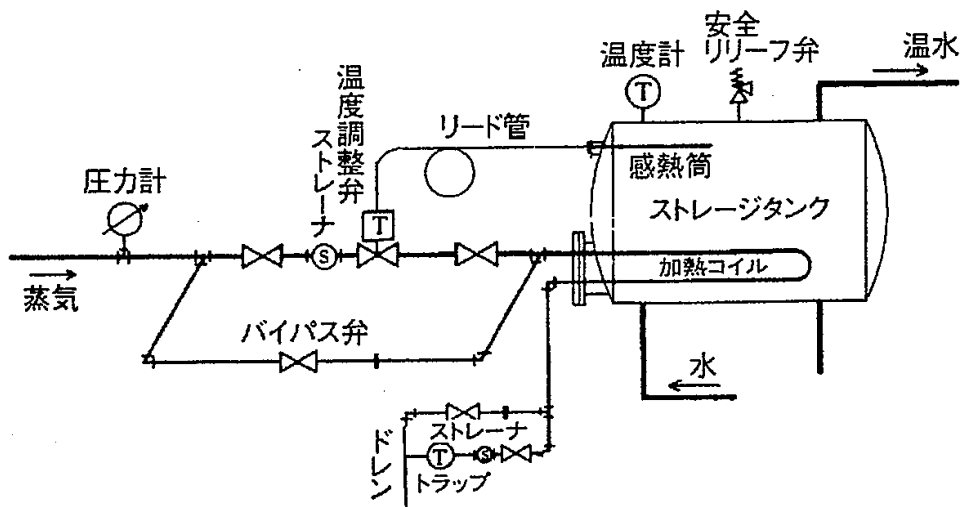 安全
リリーフ弁
温度計
温水
T
温度調整弁
ストレーナ
リード管
感熱筒
圧力計
T
ストレージタンク
S
加熱コイル
蒸気
バイパス弁
水
ストレーナ
ドレン
T
S
トラップ